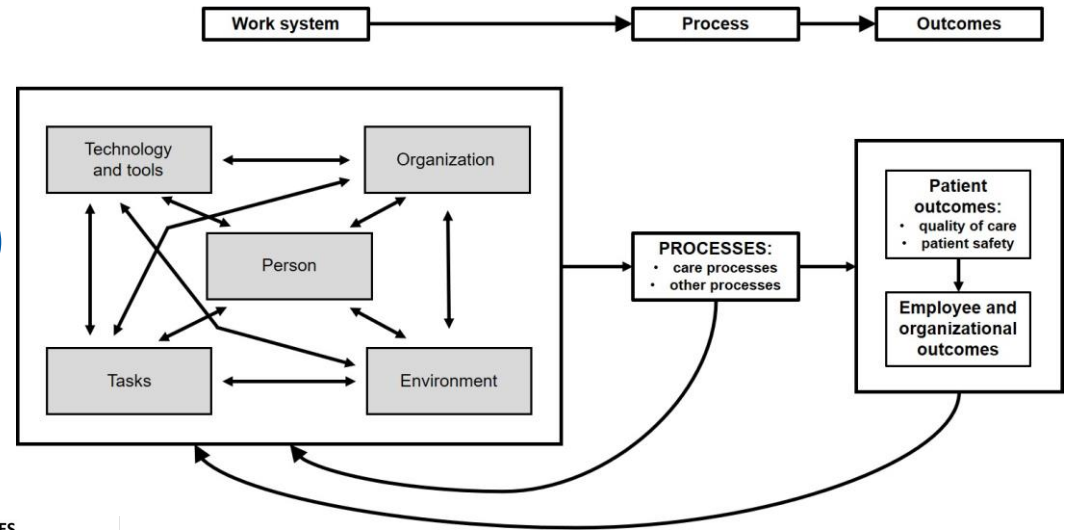 Work system
Process
Outcomes
Technology
and tools
Organization
Person
Tasks
Environment
PROCESSES:
• care processes
• other processes
Patient
outcomes:
• quality of care
• patient safety
Employee and
organizational
outcomes
ES